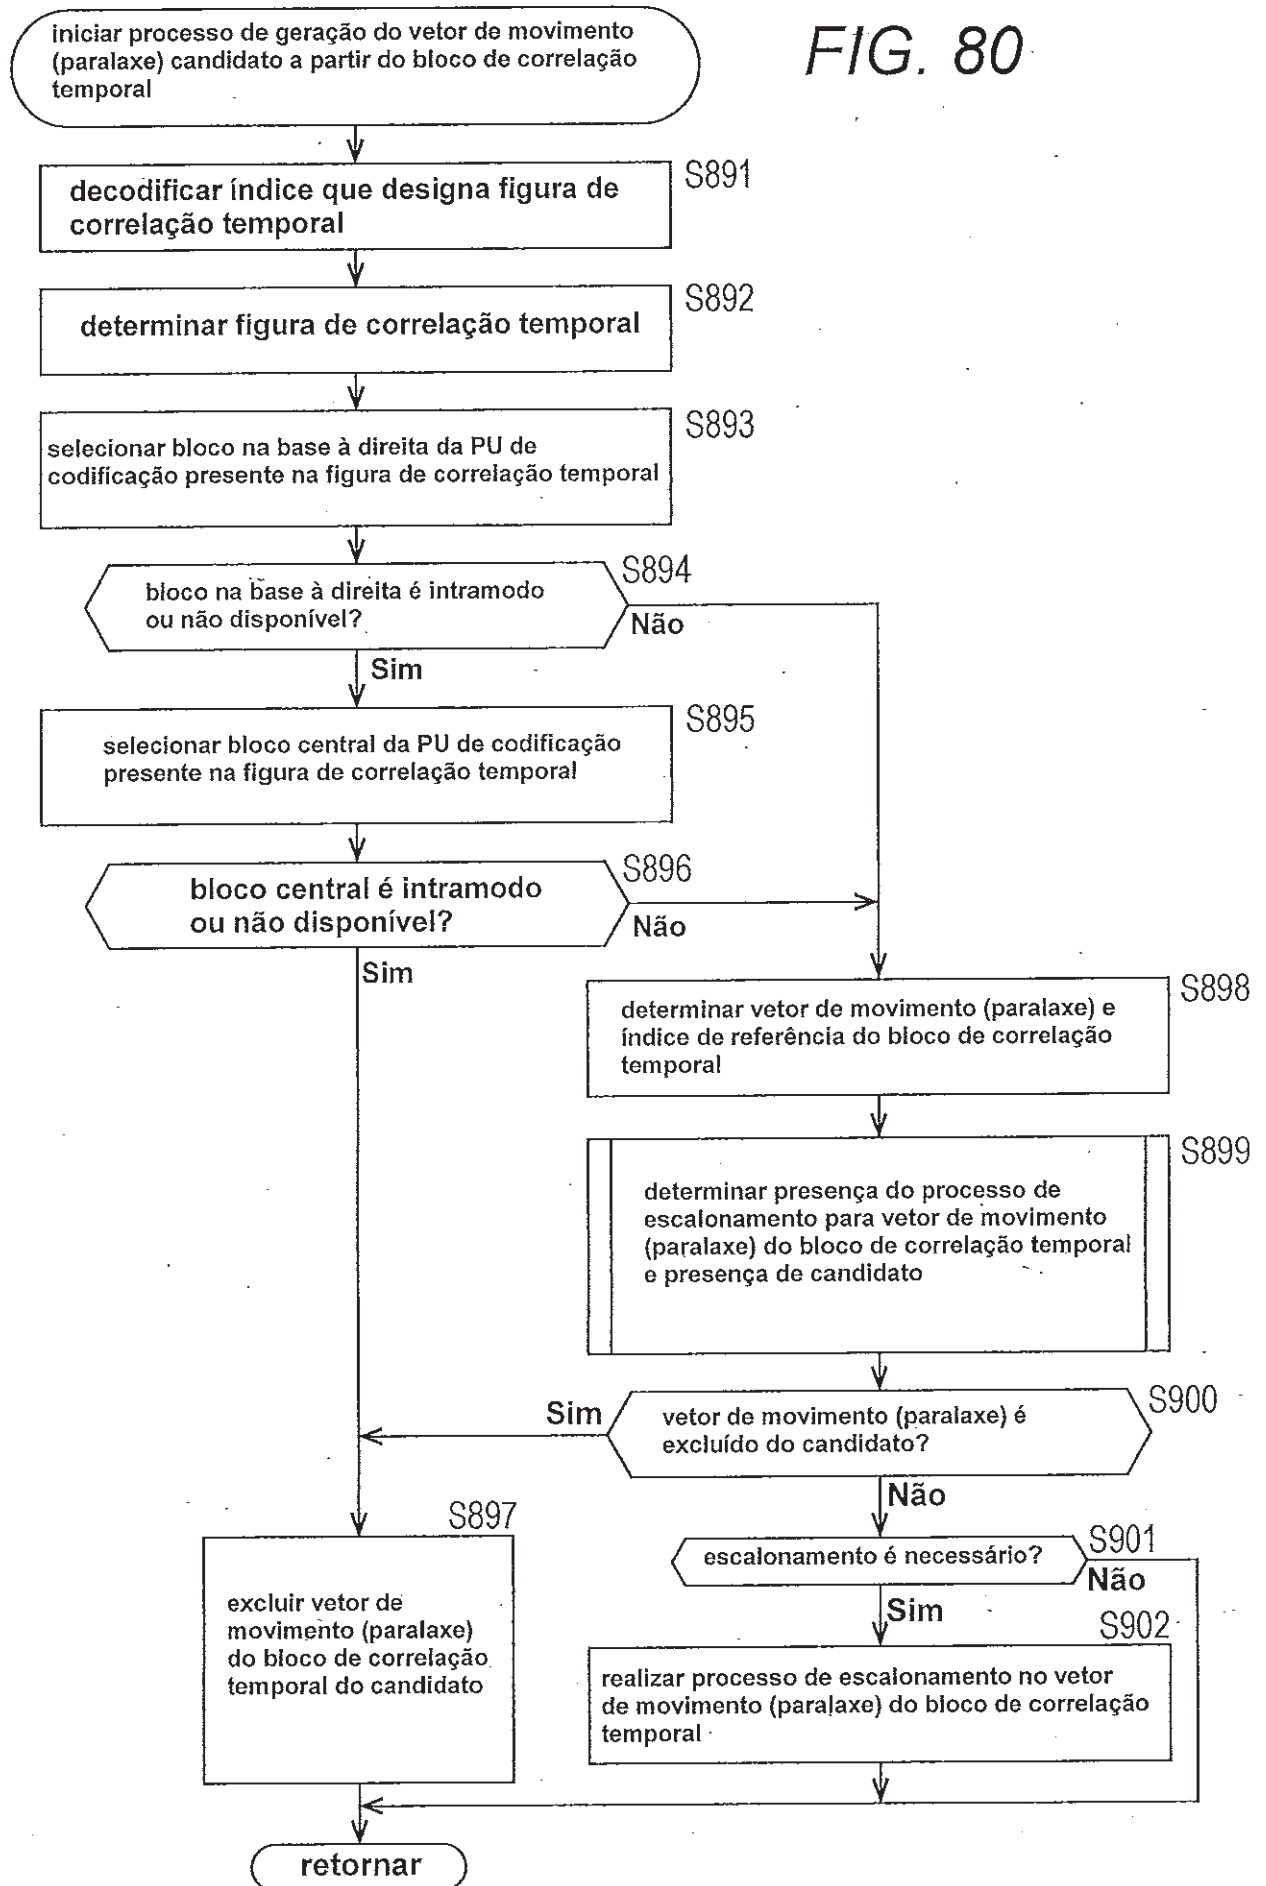 FIG. 80
iniciar processo de geração do vetor de movimento
(paralaxe) candidato a partir do bloco de correlação
temporal
S891
decodificar índice que designa figura de
correlação temporal
S892
determinar figura de correlação temporal
S893
selecionar bloco na base à direita da PU de
codificação presente na figura de correlação temporal
S894
bloco na base à direita é intramodo
ou não disponível?
Não
Sim
S895
selecionar bloco central da PU de codificação
presente na figura de correlação temporal
S896
bloco central é intramodo
ou não disponível?
Não
Sim
S898
determinar vetor de movimento (paralaxe) e
índice de referência do bloco de correlação
temporal
S899
determinar presença do processo de
escalonamento para vetor de movimento
(paralaxe) do bloco de correlação temporal
e presença de candidato
S900
Sim
vetor de movimento (paralaxe) é
excluído do candidato?
Não
S897
excluir vetor de
movimento (paralaxe)
do bloco de correlação
temporal do candidato
S901
escalonamento é necessário?
Não
Sim
S902
realizar processo de escalonamento no vetor
de movimento (paralaxe) do bloco de correlação
temporal
retornar